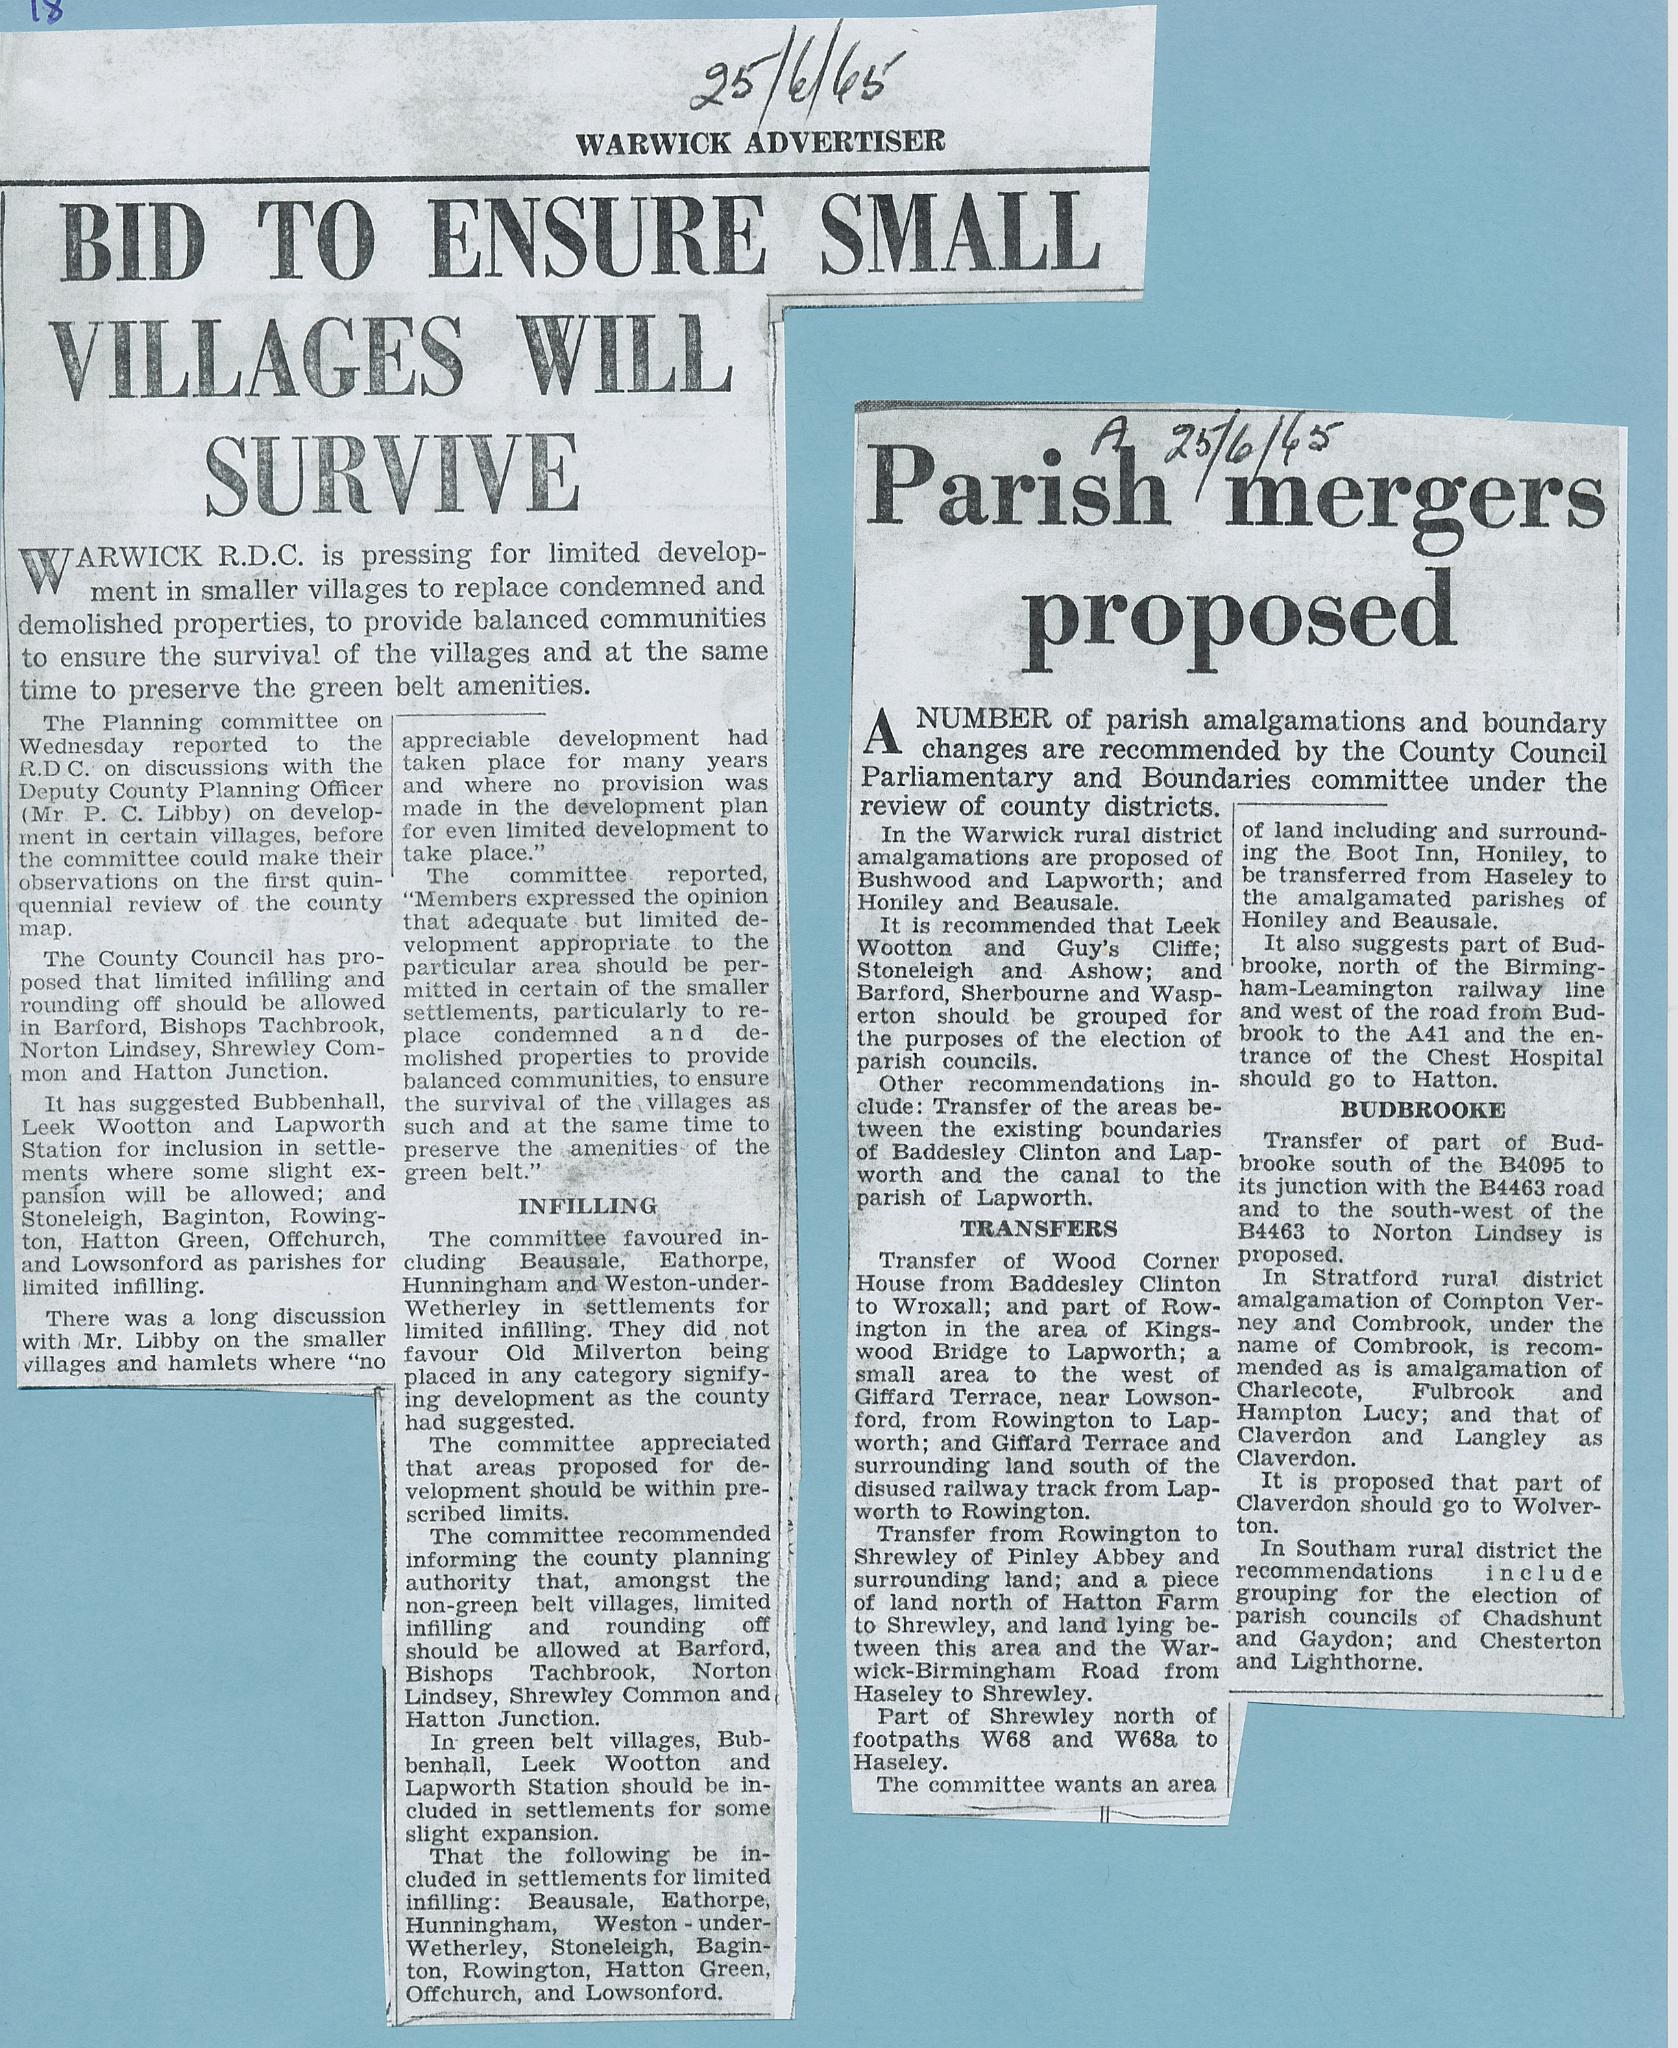 18
25/6/65
WARWICK ADVERTISER
BID TO ENSURE SMALL
VILLAGES WILL
SURVIVE
WARWICK R.D.C. is pressing for limited develop-
ment in smaller villages to replace condemned and
demolished properties, to provide balanced communities
to ensure the survival of the villages and at the same
time to preserve the green belt amenities.
The Planning committee on
Wednesday reported to the
R.D C. on discussions with the
Deputy County Planning Officer
(Mr. P. C. Libby) on develop-
ment in certain villages, before
the committee could make their
observations on the first quin-
quennial review of the county
map.
The County Council has pro-
posed that limited infilling and
rounding off should be allowed
in Barford, Bishops Tachbrook,
Norton Lindsey, Shrewley Com-
mon and Hatton Junction.
It has suggested Bubbenhall,
Leek Wootton and Lapworth
Station for inclusion in settle-
ments where some slight ex-
pansion will be allowed; and
Stoneleigh, Baginton, Rowing-
ton, Hatton Green, Offchurch,
and Lowsonford as parishes for
limited infilling.
There was a long discussion
with Mr. Libby on the smaller
villages and hamlets where "no
appreciable development had
taken place for many years
and where no provision was
made in the development plan
for even limited development to
take place."
The committee reported,
"Members expressed the opinion
that adequate but limited de-
velopment appropriate to the
particular area should be per-
mitted in certain of the smaller
settlements, particularly to re-
place condemned and de-
molished properties to provide
balanced communities, to ensure
the survival of the villages as
such and at the same time to
preserve the amenities of the
green belt."
INFILLING
The committee favoured in-
cluding Beausale, Eathorpe,
Hunningham and Weston-under-
Wetherley in settlements for
limited infilling. They did not
favour Old Milverton being
placed in any category signify-
ing development as the county
had suggested.
The committee appreciated
that areas proposed for de-
velopment should be within pre-
scribed limits.
The committee recommended
informing the county planning
authority that, amongst the
non-green belt villages, limited
infilling and rounding off
should be allowed at Barford,
Bishops Tachbrook, Norton
Lindsey, Shrewley Common and
Hatton Junction.
In green belt villages, Bub-
benhall, Leek Wootton and
Lapworth Station should be in-
cluded in settlements for some
slight expansion.
That the following be in-
cluded in settlements for limited
infilling: Beausale, Eathorpe,
Hunningham, Weston-under-
Wetherley, Stoneleigh, Bagin-
ton, Rowington, Hatton Green,
Offchurch, and Lowsonford.
A 25/6/65
Parish mergers
proposed
A NUMBER of parish amalgamations and boundary
changes are recommended by the County Council
Parliamentary and Boundaries committee under the
review of county districts.
In the Warwick rural district
amalgamations are proposed of
Bushwood and Lapworth; and
Honiley and Beausale.
It is recommended that Leek
Wootton and Guy's Cliffe;
Stoneleigh and Ashow; and
Barford, Sherbourne and Wasp-
erton should be grouped for
the purposes of the election of
parish councils.
Other recommendations in-
clude: Transfer of the areas be-
tween the existing boundaries
of Baddesley Clinton and Lap-
worth and the canal to the
parish of Lapworth.
TRANSFERS
Transfer of Wood Corner
House from Baddesley Clinton
to Wroxall; and part of Row-
ington in the area of Kings-
wood Bridge to Lapworth; a
small area to the west of
Giffard Terrace, near Lowson-
ford, from Rowington to Lap-
worth; and Giffard Terrace and
surrounding land south of the
disused railway track from Lap-
worth to Rowington.
Transfer from Rowington to
Shrewley of Pinley Abbey and
surrounding land; and a piece
of land north of Hatton Farm
to Shrewley, and land lying be-
tween this area and the War-
wick-Birmingham Road from
Haseley to Shrewley.
Part of Shrewley north of
footpaths W68 and W68a to
Haseley.
The committee wants an area
of land including and surround-
ing the Boot Inn, Honiley, to
be transferred from Haseley to
the amalgamated parishes of
Honiley and Beausale.
It also suggests part of Bud-
brooke, north of the Birming-
ham-Leamington railway line
and west of the road from Bud-
brook to the A41 and the en-
trance of the Chest Hospital
should go to Hatton.
BUDBROOKE
Transfer of part of Bud-
brooke south of the B4095 to
its junction with the B4463 road
and to the south-west of the
B4463 to Norton Lindsey is
proposed.
In Stratford rural district
amalgamation of Compton Ver-
ney and Combrook, under the
name of Combrook, is recom-
mended as is amalgamation of
Charlecote, Fulbrook and
Hampton Lucy; and that of
Claverdon and Langley as
Claverdon.
It is proposed that part of
Claverdon should go to Wolver-
ton.
In Southam rural district the
recommendations include
grouping for the election of
parish councils of Chadshunt
and Gaydon; and Chesterton
and Lighthorne.